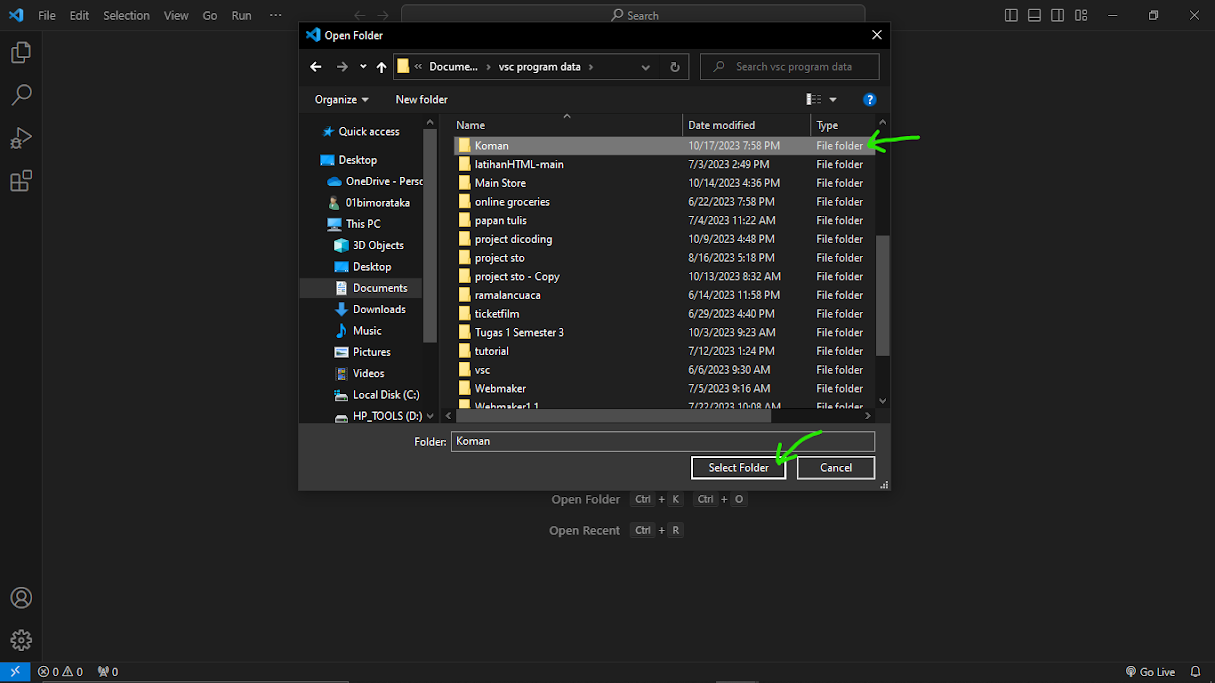 File Edit Selection View Go Run ··· Search
Open Folder
« Docume... › vsc program data › Search vsc program data
Organize New folder
Quick access
Desktop
OneDrive - Perso
01bimorataka
This PC
3D Objects
Desktop
Documents
Downloads
Music
Pictures
Videos
Local Disk (C:)
HP_TOOLS (D:)
Name Date modified Type
Koman 10/17/2023 7:58 PM File folder
latihanHTML-main 7/3/2023 2:49 PM File folder
Main Store 10/14/2023 4:36 PM File folder
online groceries 6/22/2023 7:58 PM File folder
papan tulis 7/4/2023 11:22 AM File folder
project dicoding 10/9/2023 4:48 PM File folder
project sto 8/16/2023 5:18 PM File folder
project sto - Copy 10/13/2023 8:32 AM File folder
ramalancuaca 6/14/2023 11:58 PM File folder
ticketfilm 6/29/2023 4:40 PM File folder
Tugas 1 Semester 3 10/3/2023 9:23 AM File folder
tutorial 7/12/2023 1:24 PM File folder
vsc 6/6/2023 9:30 AM File folder
Webmaker 7/5/2023 9:16 AM File folder
Webmaker1.1 7/22/2023 10:08 AM File folder
Folder: Koman
Select Folder Cancel
Open Folder Ctrl + K Ctrl + O
Open Recent Ctrl + R
0 0 0 Go Live